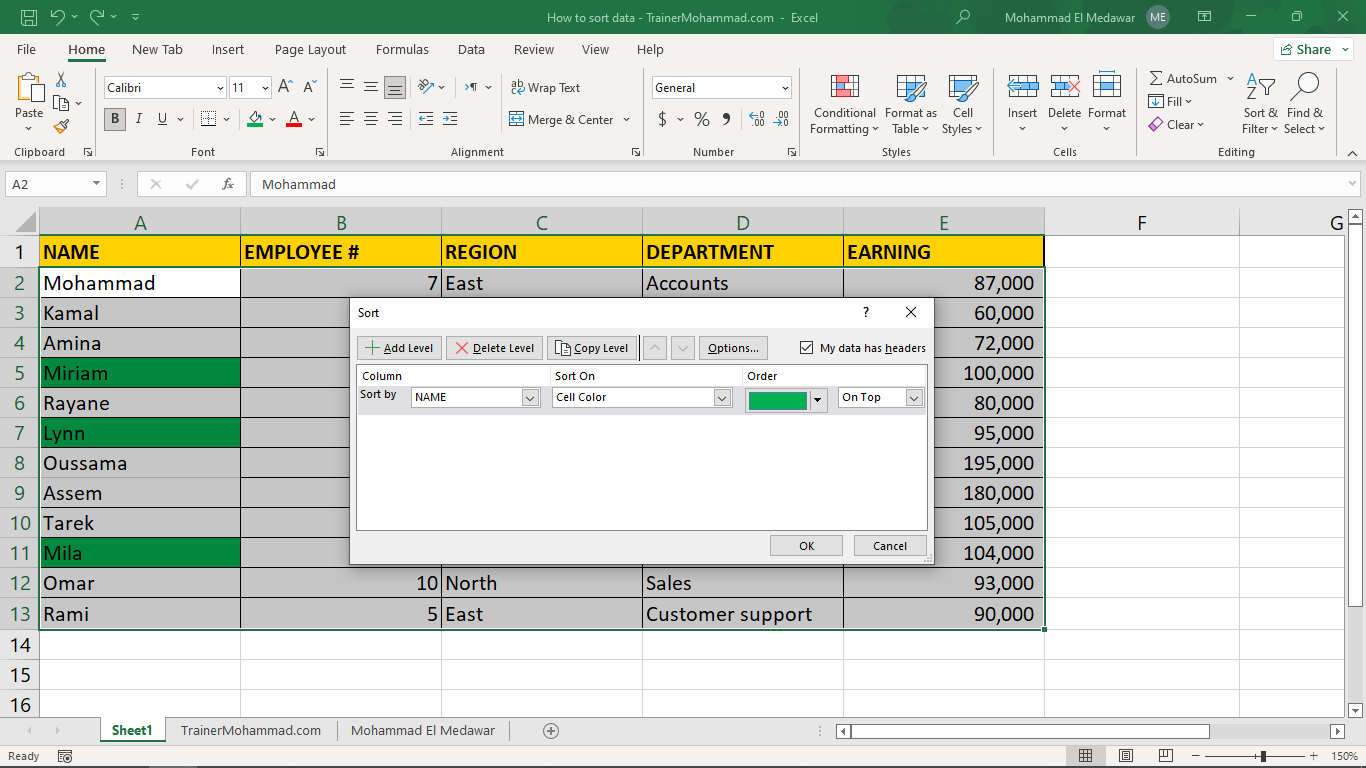 How to sort data - TrainerMohammad.com - Excel
Mohammad El Medawar
ME
File Home New Tab Insert Page Layout Formulas Data Review View Help
Share
Paste
Clipboard
Calibri 11 A A
B I U A
Font
Wrap Text
Merge & Center
Alignment
General
$ % 9
Number
Conditional Formatting
Format as Table
Cell Styles
Styles
Insert Delete Format
Cells
AutoSum
Fill
Clear
Sort & Filter
Find & Select
Editing
A2
fx
Mohammad
A B C D E F G
1 NAME EMPLOYEE # REGION DEPARTMENT EARNING
2 Mohammad 7 East Accounts 87,000
3 Kamal 60,000
4 Amina 72,000
5 Miriam 100,000
6 Rayane 80,000
7 Lynn 95,000
8 Oussama 195,000
9 Assem 180,000
10 Tarek 105,000
11 Mila 104,000
12 Omar 10 North Sales 93,000
13 Rami 5 East Customer support 90,000
14
15
16
Sort ?
Add Level Delete Level Copy Level Options... My data has headers
Column Sort On Order
Sort by NAME Cell Color On Top
OK Cancel
Sheet1 TrainerMohammad.com Mohammad El Medawar
Ready
150%